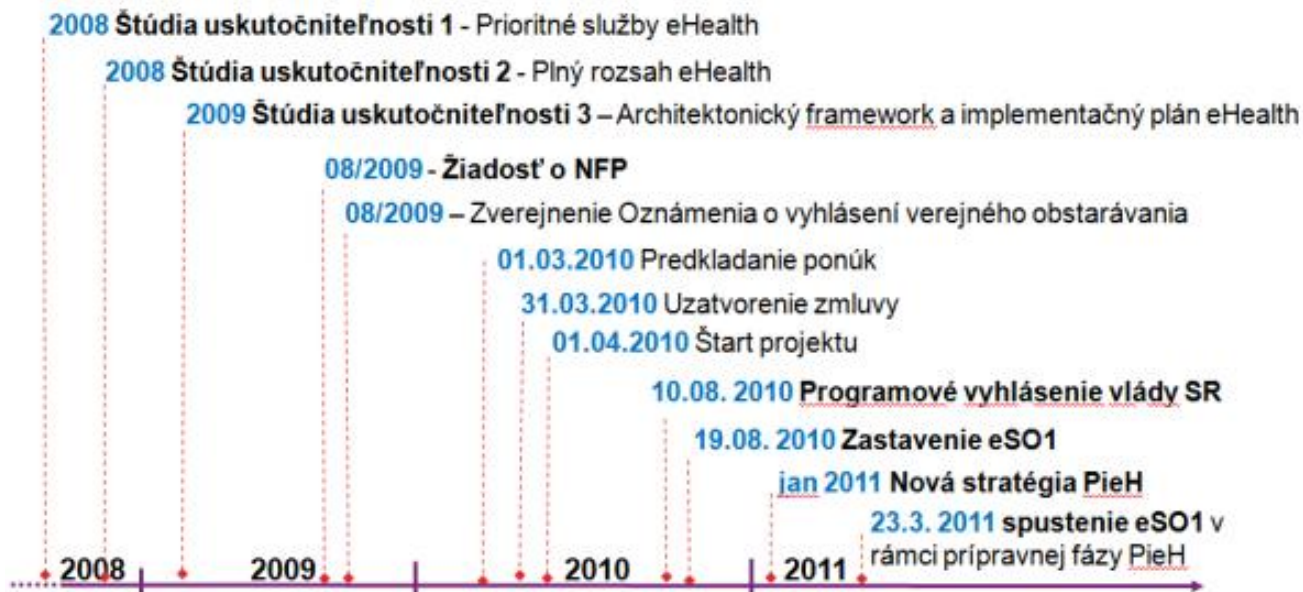 2008 Štúdia uskutočniteľnosti 1 - Prioritné služby eHealth
2008 Štúdia uskutočniteľnosti 2 - Plný rozsah eHealth
2009 Štúdia uskutočniteľnosti 3 – Architektonický framework a implementačný plán eHealth
08/2009 - Žiadosť o NFP
08/2009 – Zverejnenie Oznámenia o vyhlásení verejného obstarávania
01.03.2010 Predkladanie ponúk
31.03.2010 Uzatvorenie zmluvy
01.04.2010 Štart projektu
10.08. 2010 Programové vyhlásenie vlády SR
19.08. 2010 Zastavenie eSO1
jan 2011 Nová stratégia PieH
23.3. 2011 spustenie eSO1 v
rámci prípravnej fázy PieH
2008 2009 2010 2011